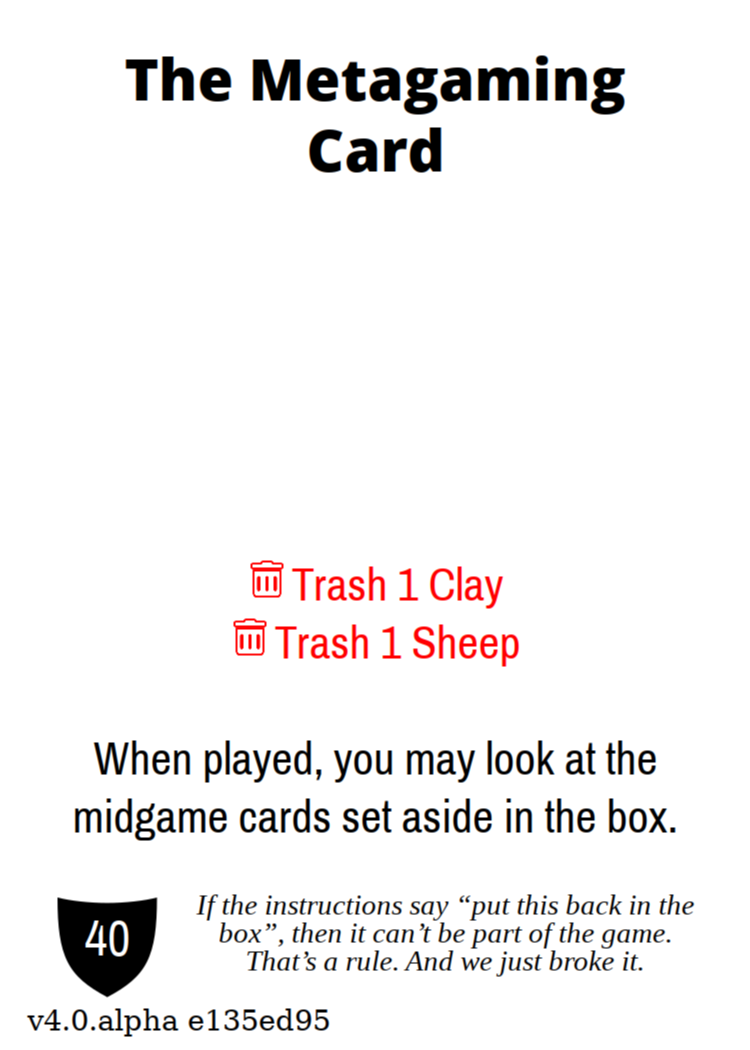 The Metagaming
Card
Trash 1 Clay
Trash 1 Sheep
When played, you may look at the
midgame cards set aside in the box.
40
If the instructions say “put this back in the
box”, then it can’t be part of the game.
That’s a rule. And we just broke it.
v4.0.alpha e135ed95